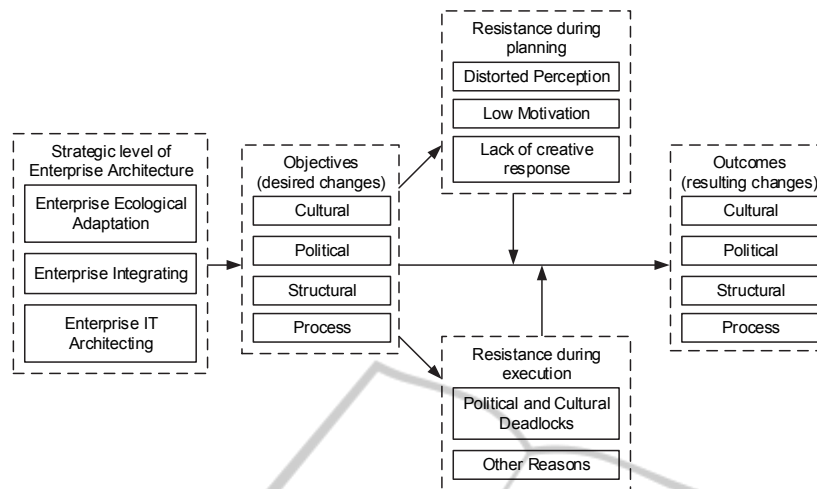 Strategic level of
Enterprise Architecture
Enterprise Ecological
Adaptation
Enterprise Integrating
Enterprise IT
Architecting
Objectives
(desired changes)
Cultural
Political
Structural
Process
Resistance during
planning
Distorted Perception
Low Motivation
Lack of creative
response
Resistance during
execution
Political and Cultural
Deadlocks
Other Reasons
Outcomes
(resulting changes)
Cultural
Political
Structural
Process